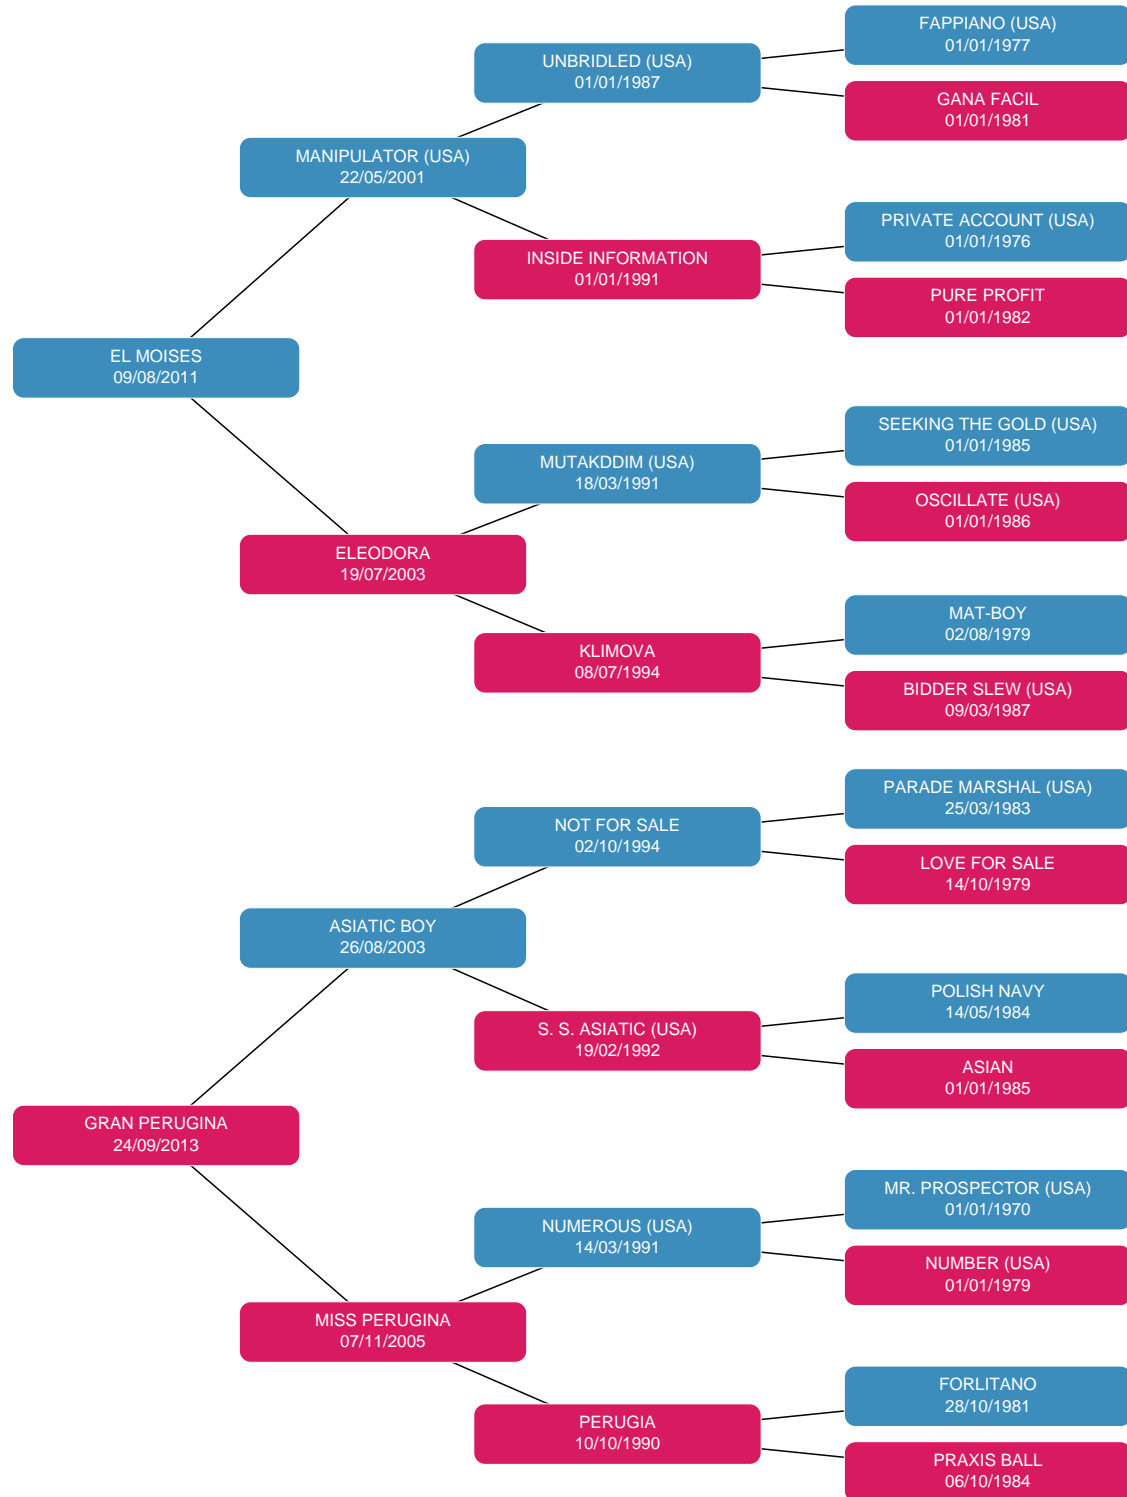 FAPPIANO (USA)
01/01/1977
UNBRIDLED (USA)
01/01/1987
GANA FACIL
01/01/1981
MANIPULATOR (USA)
22/05/2001
PRIVATE ACCOUNT (USA)
01/01/1976
INSIDE INFORMATION
01/01/1991
PURE PROFIT
01/01/1982
EL MOISES
09/08/2011
SEEKING THE GOLD (USA)
01/01/1985
MUTAKDDIM (USA)
18/03/1991
OSCILLATE (USA)
01/01/1986
ELEODORA
19/07/2003
MAT-BOY
02/08/1979
KLIMOVA
08/07/1994
BIDDER SLEW (USA)
09/03/1987
PARADE MARSHAL (USA)
25/03/1983
NOT FOR SALE
02/10/1994
LOVE FOR SALE
14/10/1979
ASIATIC BOY
26/08/2003
POLISH NAVY
14/05/1984
S. S. ASIATIC (USA)
19/02/1992
ASIAN
01/01/1985
GRAN PERUGINA
24/09/2013
MR. PROSPECTOR (USA)
01/01/1970
NUMEROUS (USA)
14/03/1991
NUMBER (USA)
01/01/1979
MISS PERUGINA
07/11/2005
FORLITANO
28/10/1981
PERUGIA
10/10/1990
PRAXIS BALL
06/10/1984